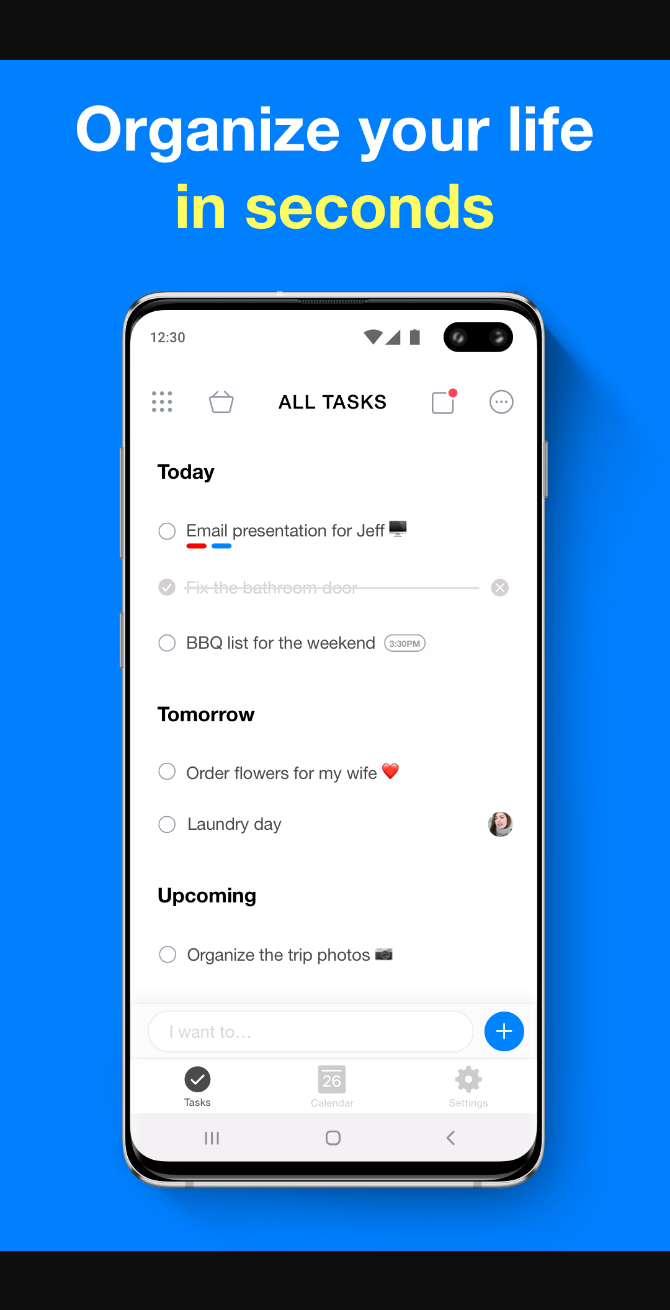 Organize your life
in seconds
12:30
ALL TASKS
Today
Email presentation for Jeff
Fix the bathroom door
BBQ list for the weekend 3:30PM
Tomorrow
Order flowers for my wife
Laundry day
Upcoming
Organize the trip photos
I want to...
26
Tasks Calendar Settings